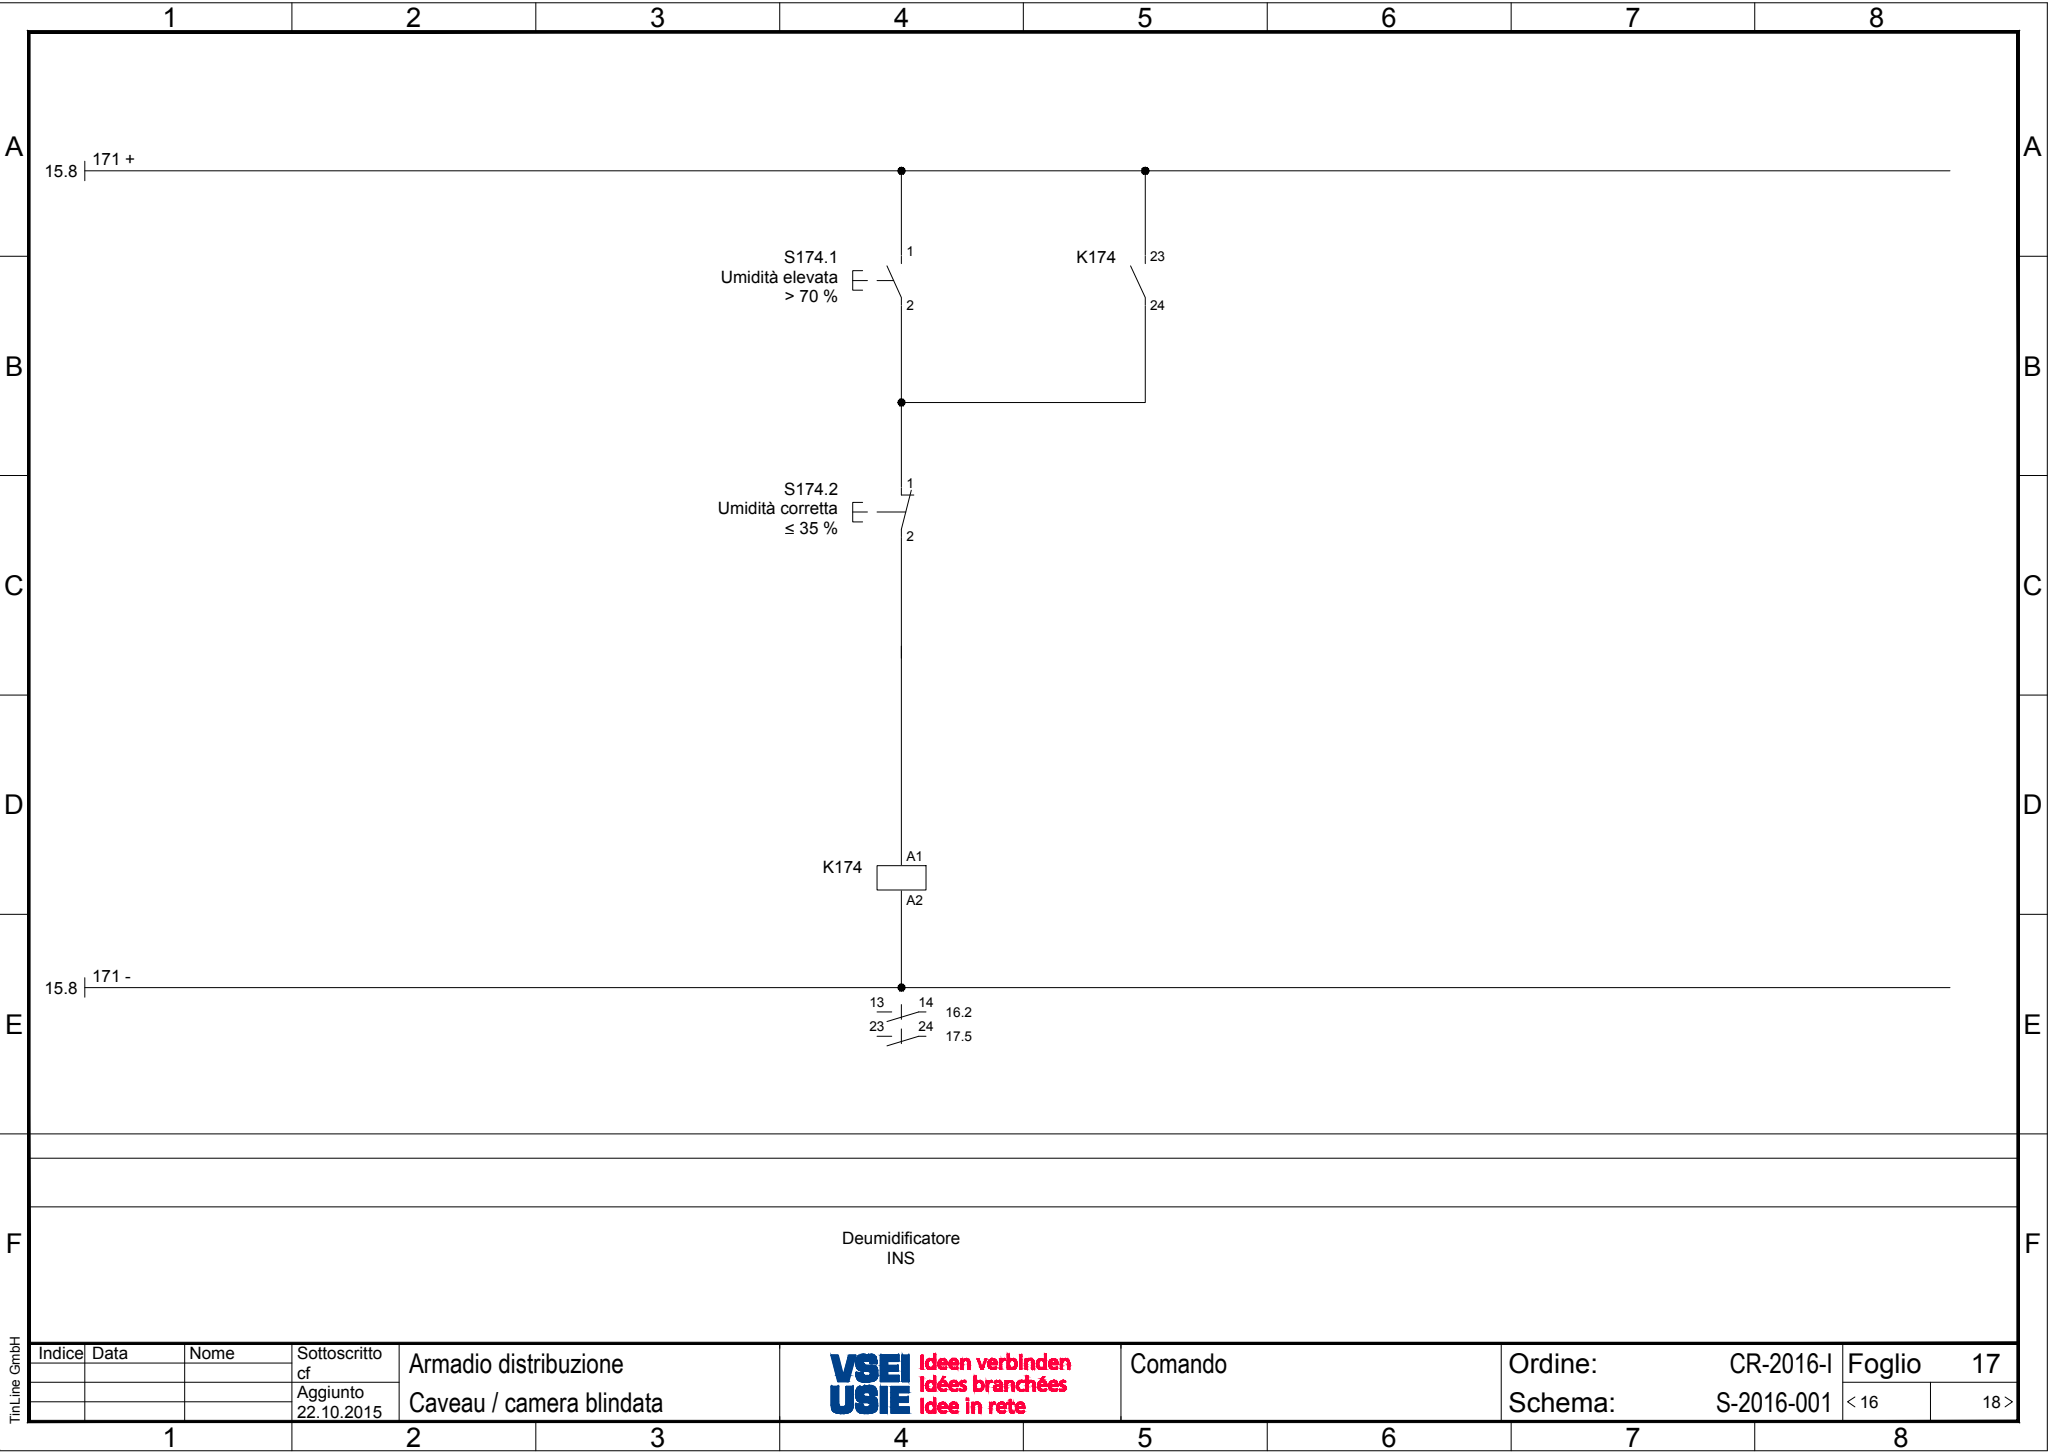 1 2 3 4 5 6 7 8
A A
15.8 171 +
S174.1 1
Umidità elevata
> 70 %
2
K174 23
24
B B
S174.2 1
Umidità corretta
≤ 35 %
2
C C
D D
K174 A1
A2
15.8 171 -
13 14 16.2
23 24 17.5
E E
F F
Deumidificatore
INS
TinLine GmbH
Indice Data Nome Sottoscritto
cf
Aggiunto
22.10.2015
Armadio distribuzione
Caveau / camera blindata
VSEI Ideen verbinden
Idées branchées
USIE Idee in rete
Comando
Ordine: CR-2016-I
Schema: S-2016-001
Foglio 17
< 16 18 >
1 2 3 4 5 6 7 8